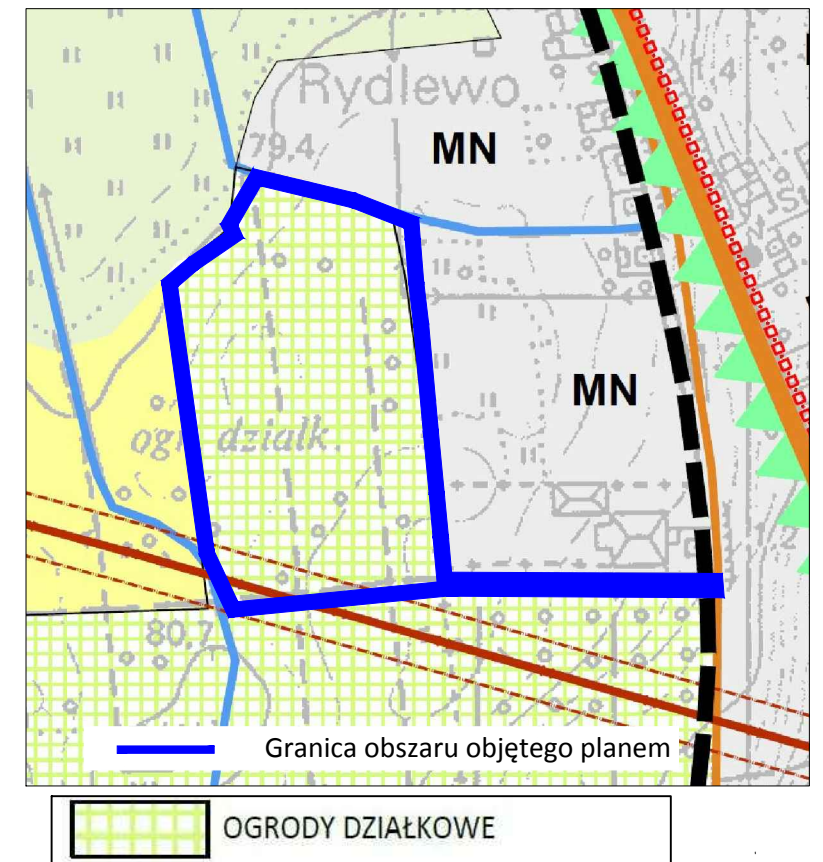 Rydlewo
79.4
MN
MN
ogr. działk.
80.7
Granica obszaru objętego planem
OGRODY DZIAŁKOWE